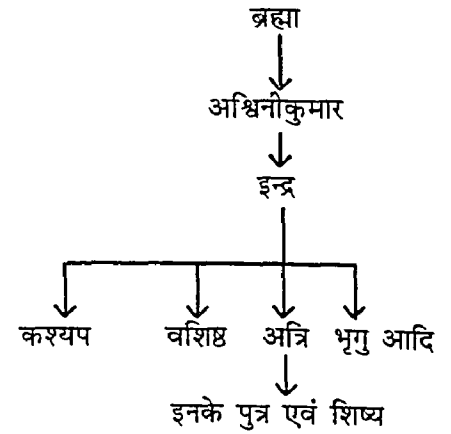 ब्रह्मा
अश्विनीकुमार
इन्द्र
कश्यप वशिष्ठ अत्रि भृगु आदि
इनके पुत्र एवं शिष्य